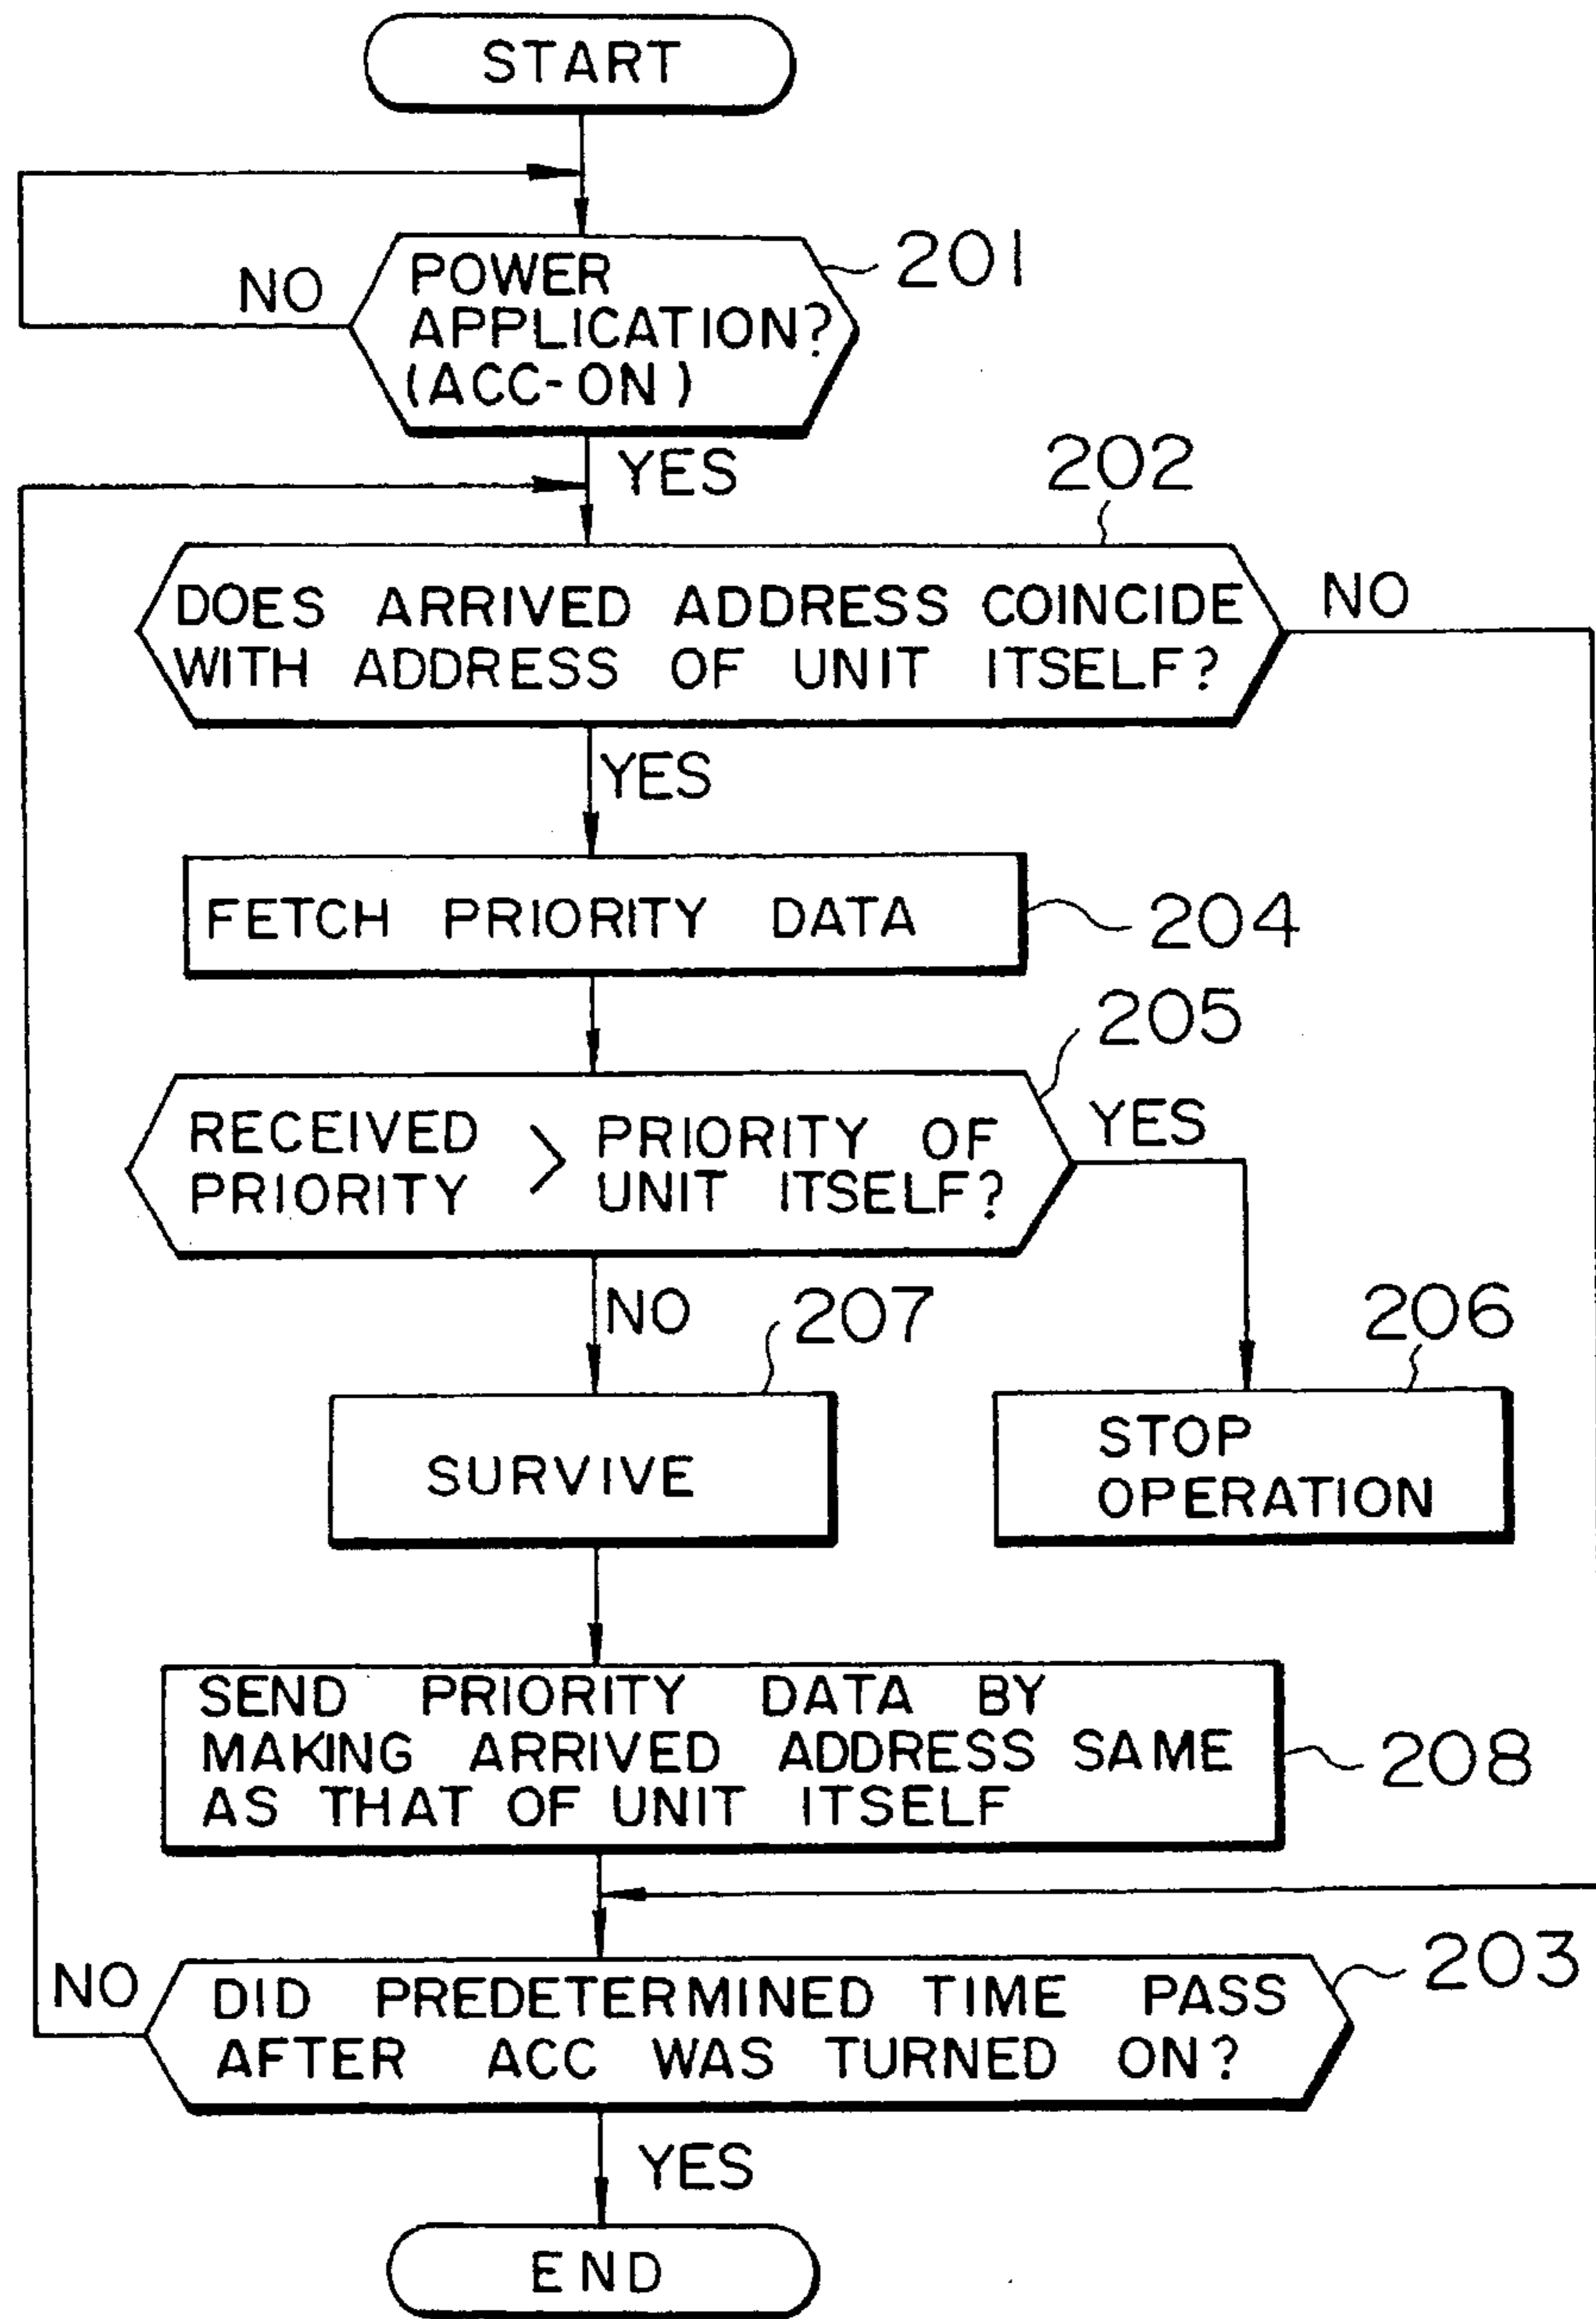 START
NO
POWER
APPLICATION?
(ACC-ON)
201
YES
202
DOES ARRIVED ADDRESS COINCIDE
WITH ADDRESS OF UNIT ITSELF?
NO
YES
FETCH PRIORITY DATA
204
205
RECEIVED
PRIORITY
>
PRIORITY OF
UNIT ITSELF?
YES
NO
207
206
SURVIVE
STOP
OPERATION
SEND PRIORITY DATA BY
MAKING ARRIVED ADDRESS SAME
AS THAT OF UNIT ITSELF
208
NO
DID PREDETERMINED TIME PASS
AFTER ACC WAS TURNED ON?
203
YES
END